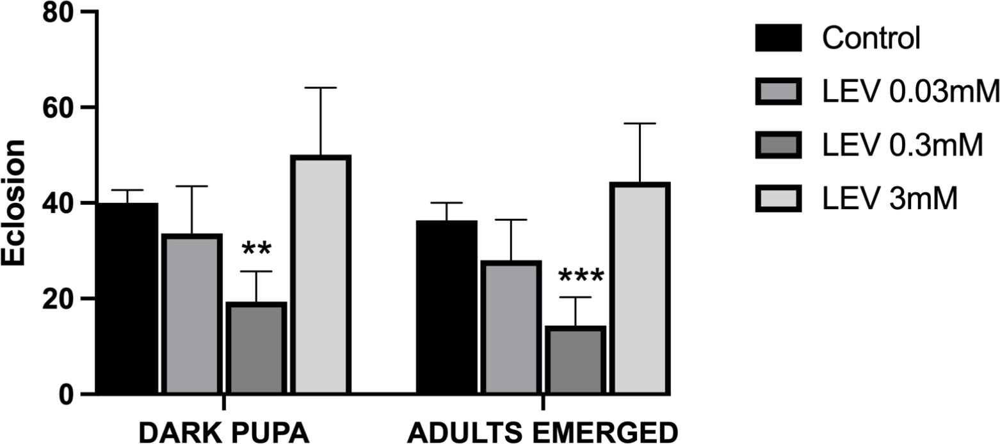 80
60
40
20
0
Eclosion
**
***
DARK PUPA
ADULTS EMERGED
Control
LEV 0.03mM
LEV 0.3mM
LEV 3mM